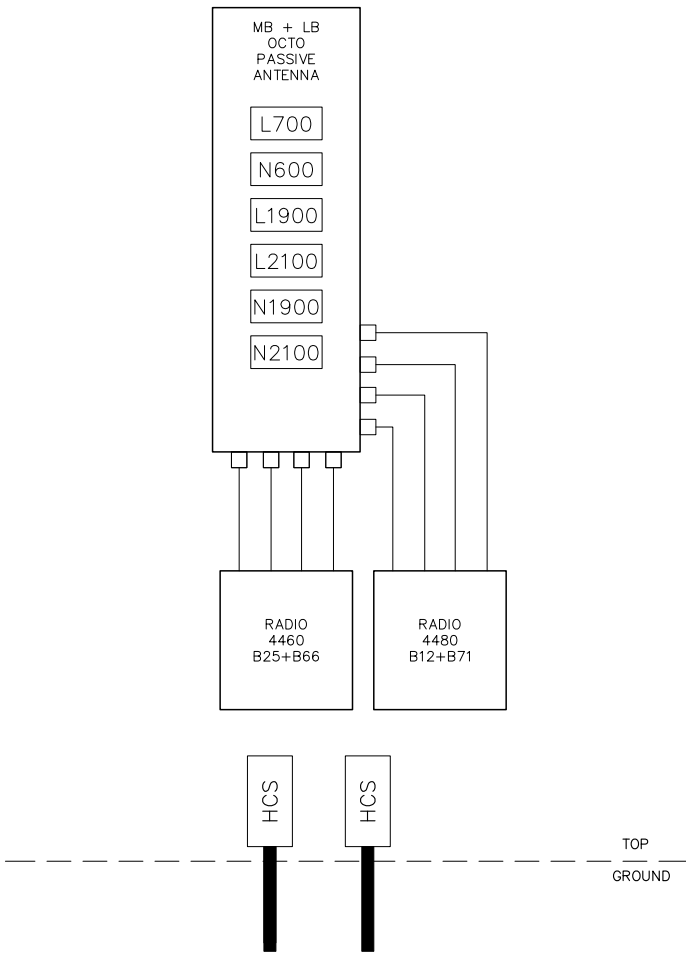 MB + LB
OCTO
PASSIVE
ANTENNA
L700
N600
L1900
L2100
N1900
N2100
RADIO
4460
B25+B66
RADIO
4480
B12+B71
HCS
HCS
TOP
GROUND